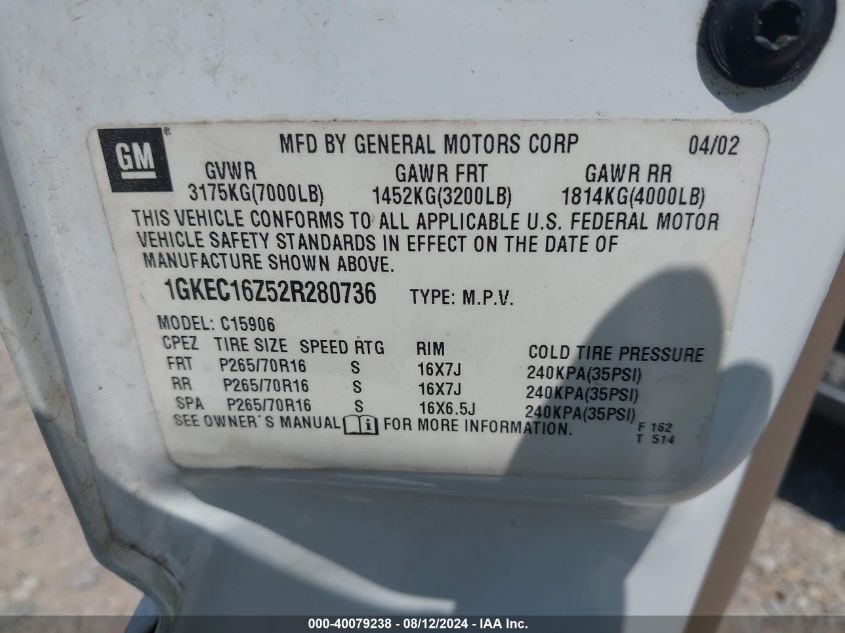 GM®
MFD BY GENERAL MOTORS CORP 04/02
GVWR GAWR FRT GAWR RR
3175KG(7000LB) 1452KG(3200LB) 1814KG(4000LB)
THIS VEHICLE CONFORMS TO ALL APPLICABLE U.S. FEDERAL MOTOR
VEHICLE SAFETY STANDARDS IN EFFECT ON THE DATE OF
MANUFACTURE SHOWN ABOVE.
1GKEC16Z52R280736 TYPE: M.P.V.
MODEL: C15906
CPEZ TIRE SIZE SPEED RTG RIM COLD TIRE PRESSURE
FRT P265/70R16 S 16X7J 240KPA(35PSI)
RR P265/70R16 S 16X7J 240KPA(35PSI)
SPA P265/70R16 S 16X6.5J 240KPA(35PSI)
SEE OWNER'S MANUAL FOR MORE INFORMATION.
F 162
T 514
000-40079238 - 08/12/2024 - IAA Inc.